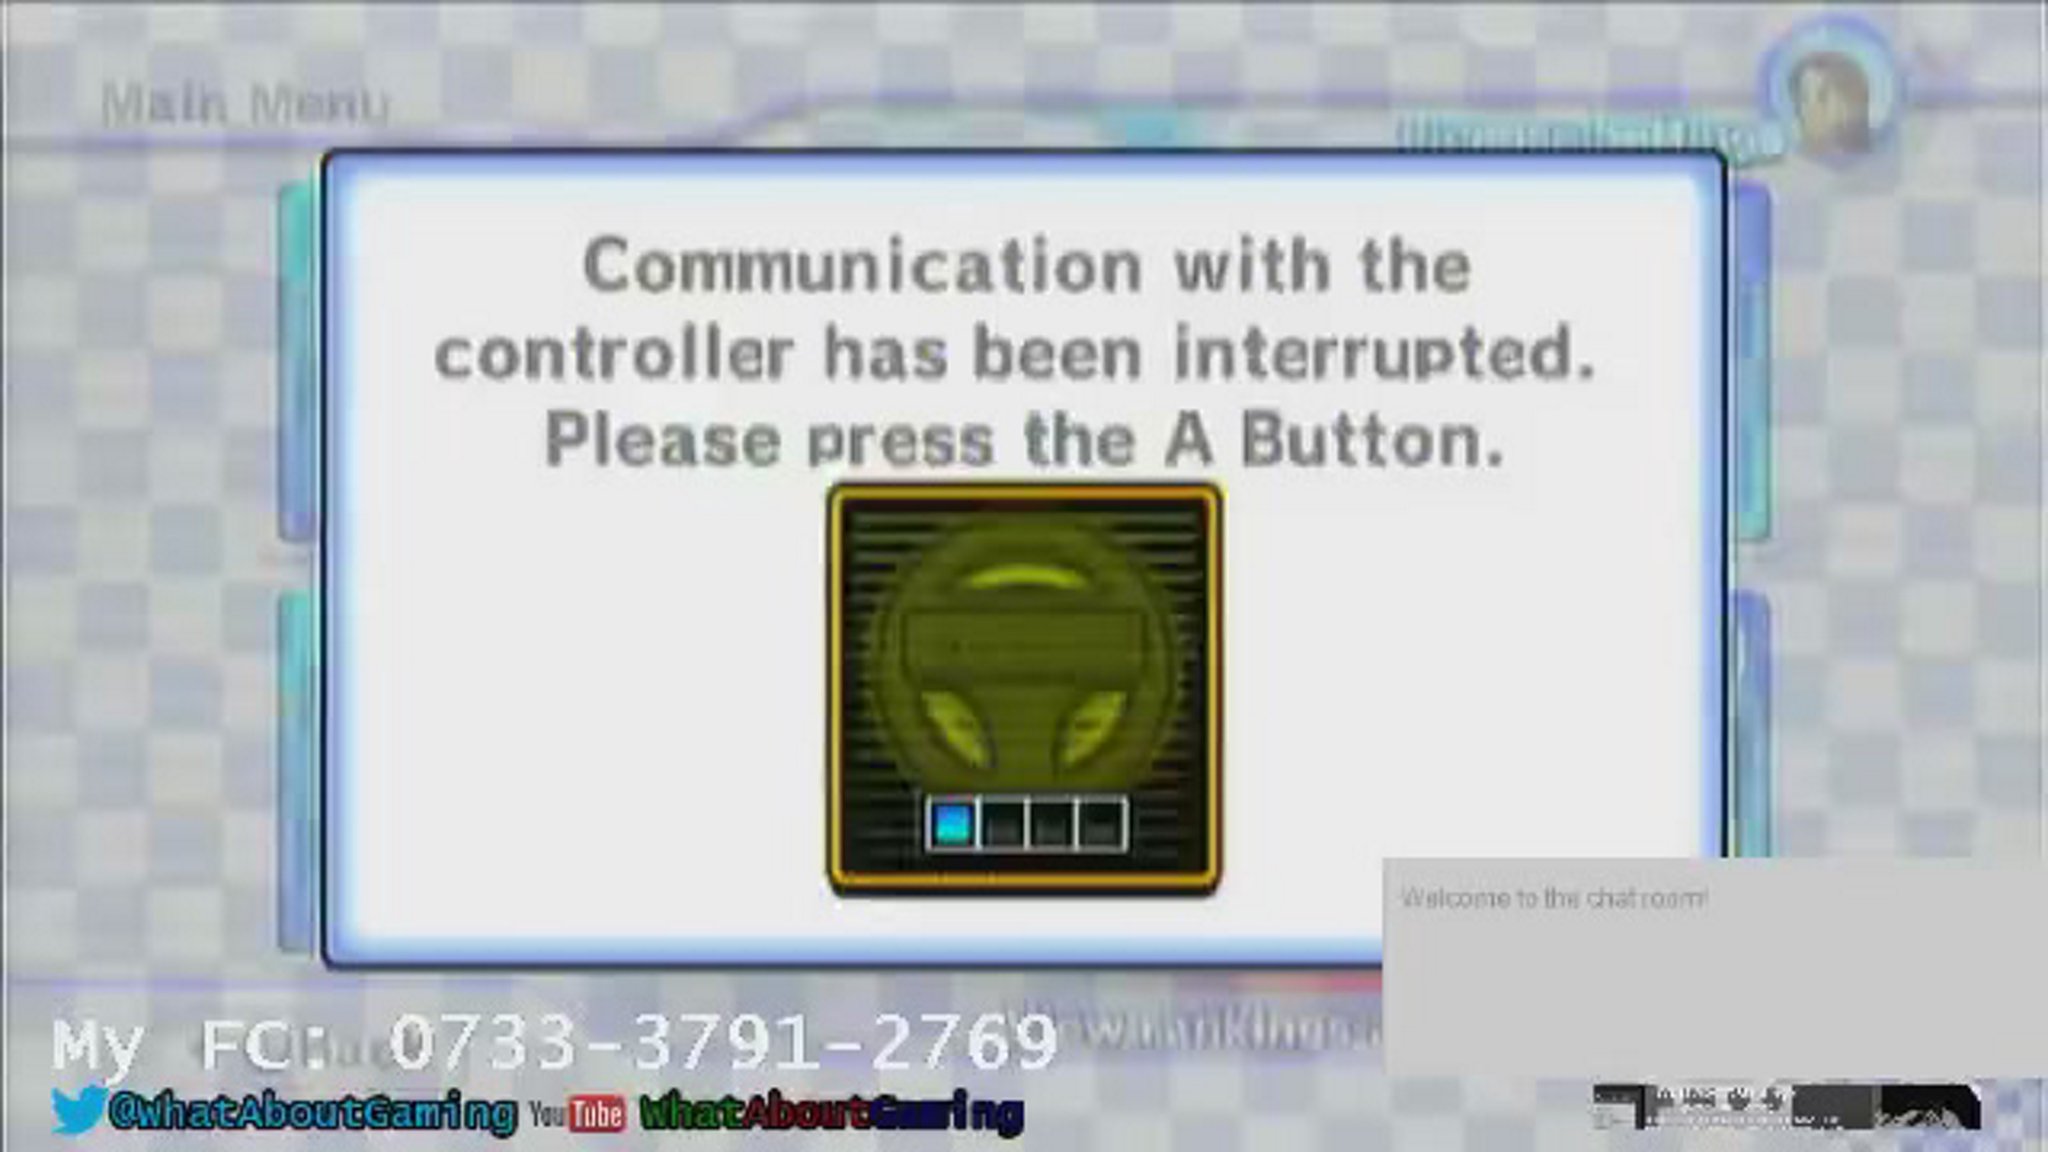 Main Menu
Communication with the
controller has been interrupted.
Please press the A Button.
Welcome to the chat room!
My FC: 0733-3791-2769
@WhatAboutGaming YouTube WhatAboutGaming